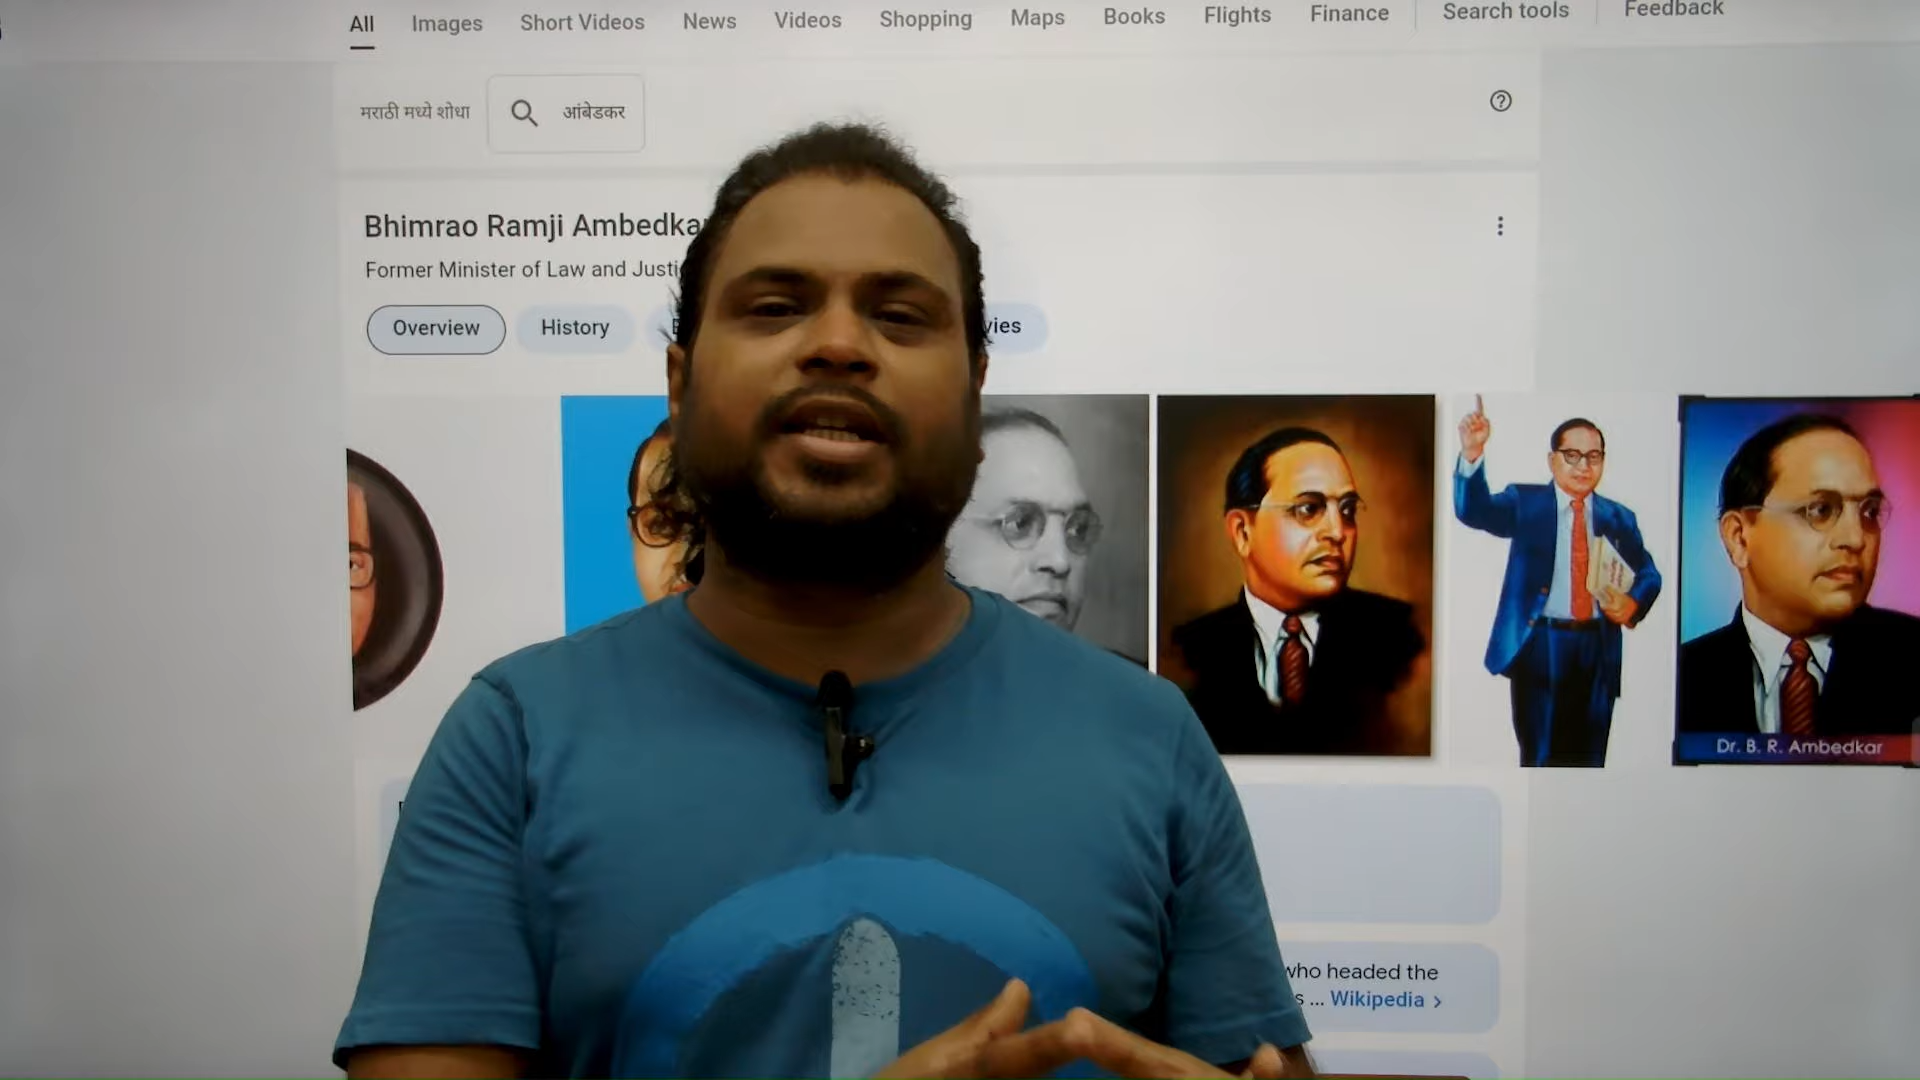 All Images Short Videos News Videos Shopping Maps Books Flights Finance Search tools Feedback
मराठी मध्ये शोधा आंबेडकर
Bhimrao Ramji Ambedkar
Former Minister of Law and Justi
Overview History vies
Dr. B. R. Ambedkar
who headed the
s ... Wikipedia